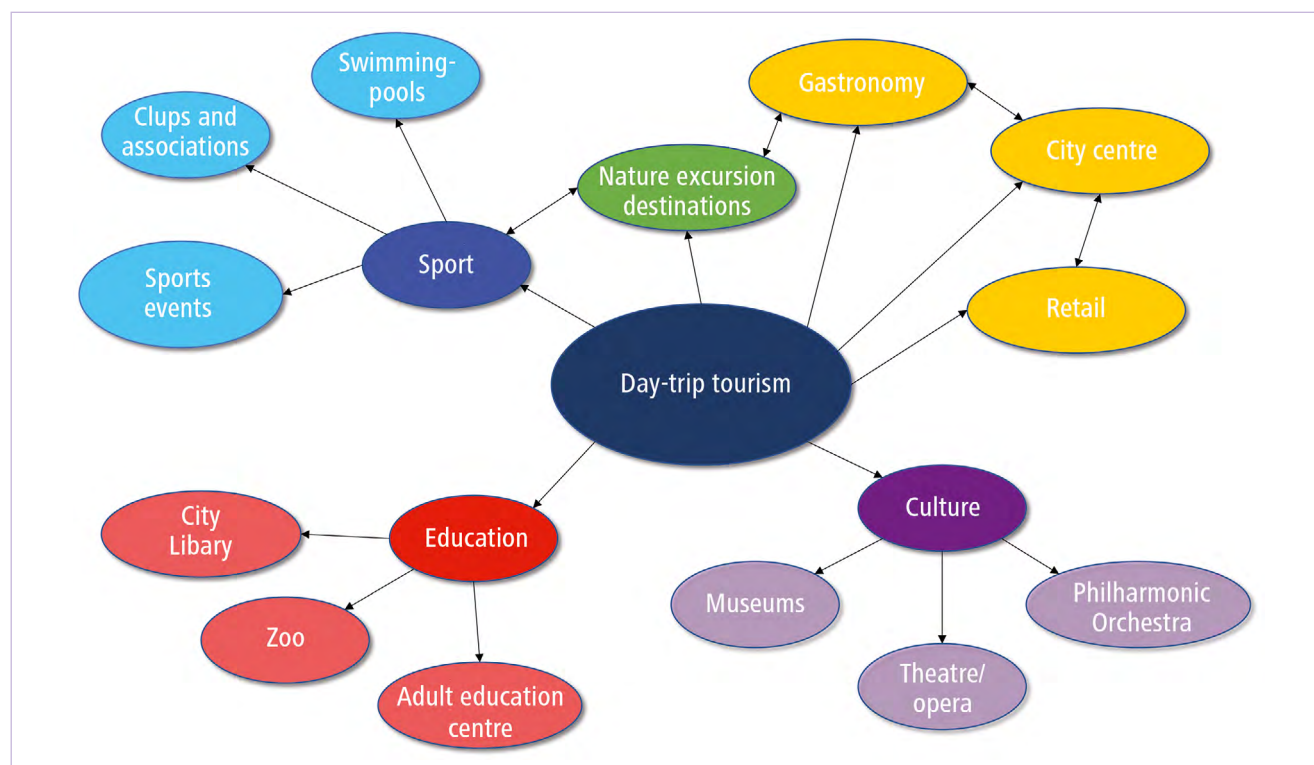 Swimming-
pools
Gastronomy
Clups and
associations
City centre
Nature excursion
destinations
Sport
Sports
events
Retail
Day-trip tourism
City
Libary
Education
Culture
Museums
Philharmonic
Orchestra
Zoo
Theatre/
opera
Adult education
centre